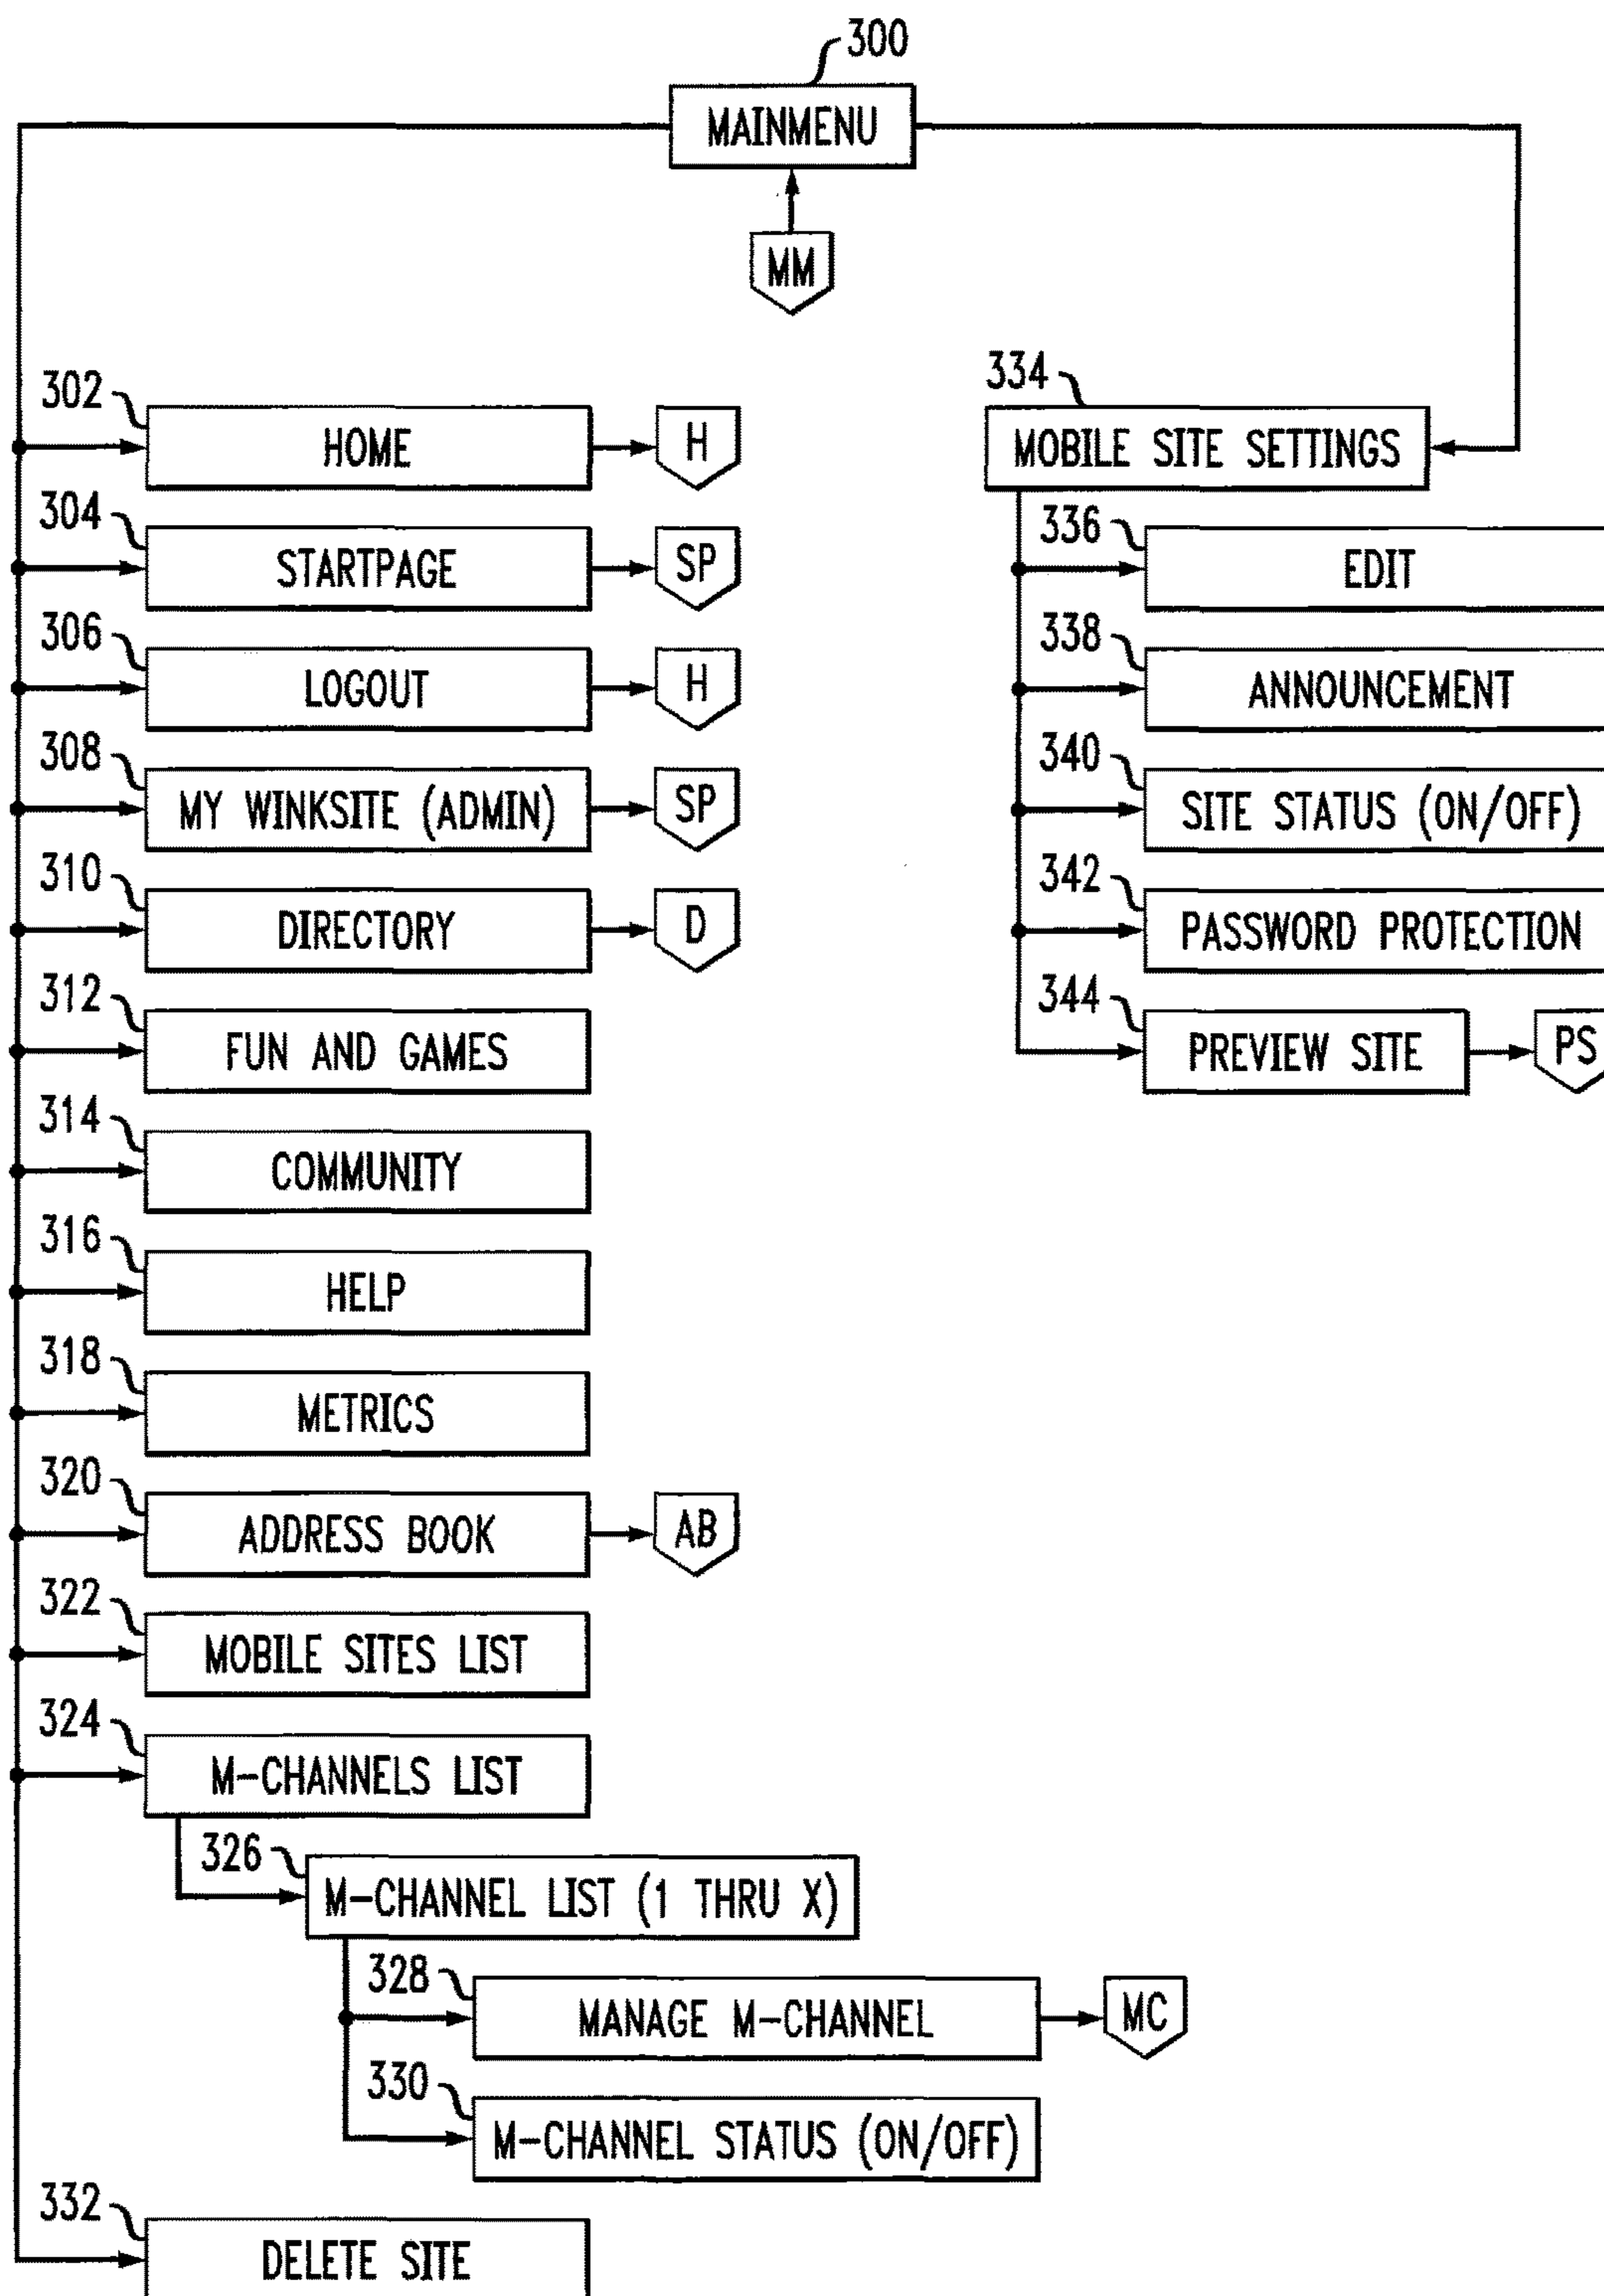 300
MAINMENU
MM
302
HOME
H
304
STARTPAGE
SP
306
LOGOUT
H
308
MY WINKSITE (ADMIN)
SP
310
DIRECTORY
D
312
FUN AND GAMES
314
COMMUNITY
316
HELP
318
METRICS
320
ADDRESS BOOK
AB
322
MOBILE SITES LIST
324
M-CHANNELS LIST
326
M-CHANNEL LIST (1 THRU X)
328
MANAGE M-CHANNEL
MC
330
M-CHANNEL STATUS (ON/OFF)
332
DELETE SITE
334
MOBILE SITE SETTINGS
336
EDIT
338
ANNOUNCEMENT
340
SITE STATUS (ON/OFF)
342
PASSWORD PROTECTION
344
PREVIEW SITE
PS